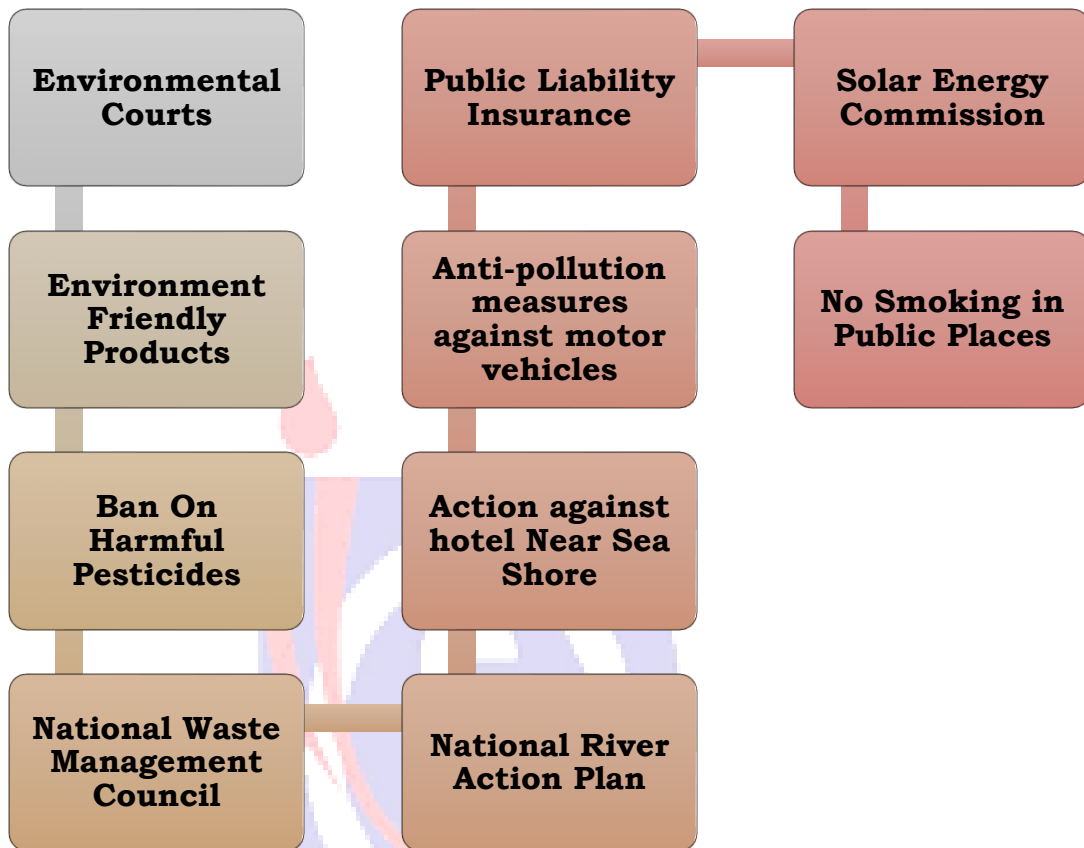 Environmental
Courts
Environment
Friendly
Products
Ban On
Harmful
Pesticides
National Waste
Management
Council
National River
Action Plan
Action against
hotel Near Sea
Shore
Anti-pollution
measures
against motor
vehicles
Public Liability
Insurance
Solar Energy
Commission
No Smoking in
Public Places